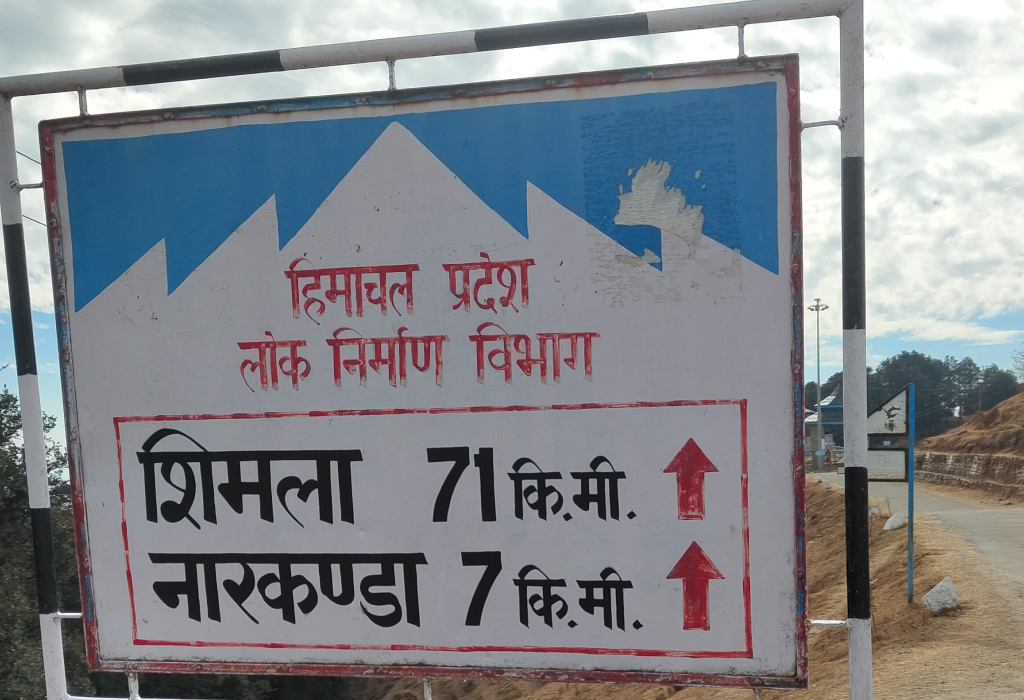 हिमाचल प्रदेश
लोक निर्माण विभाग
शिमला 71 कि.मी.
नारकण्डा 7 कि.मी.